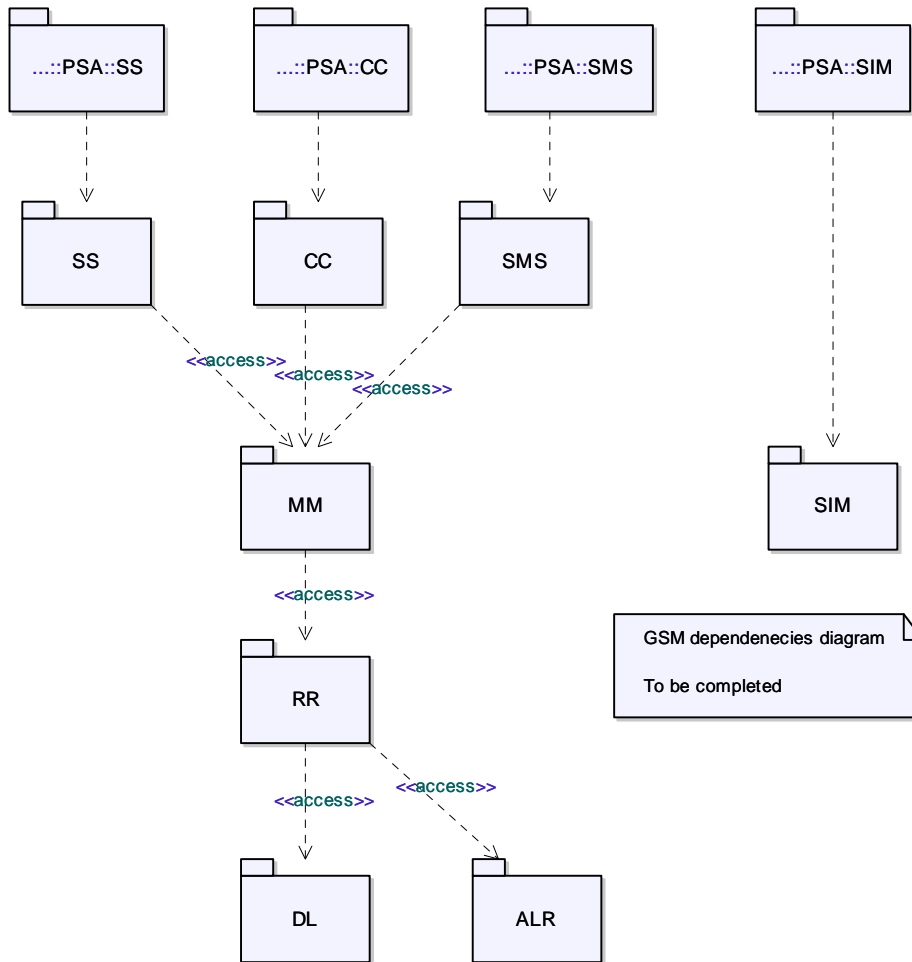 ...::PSA::SS
...::PSA::CC
...::PSA::SMS
...::PSA::SIM
SS
CC
SMS
<<access>>
<<access>>
<<access>>
MM
SIM
<<access>>
GSM dependenecies diagram
To be completed
RR
<<access>>
<<access>>
DL
ALR